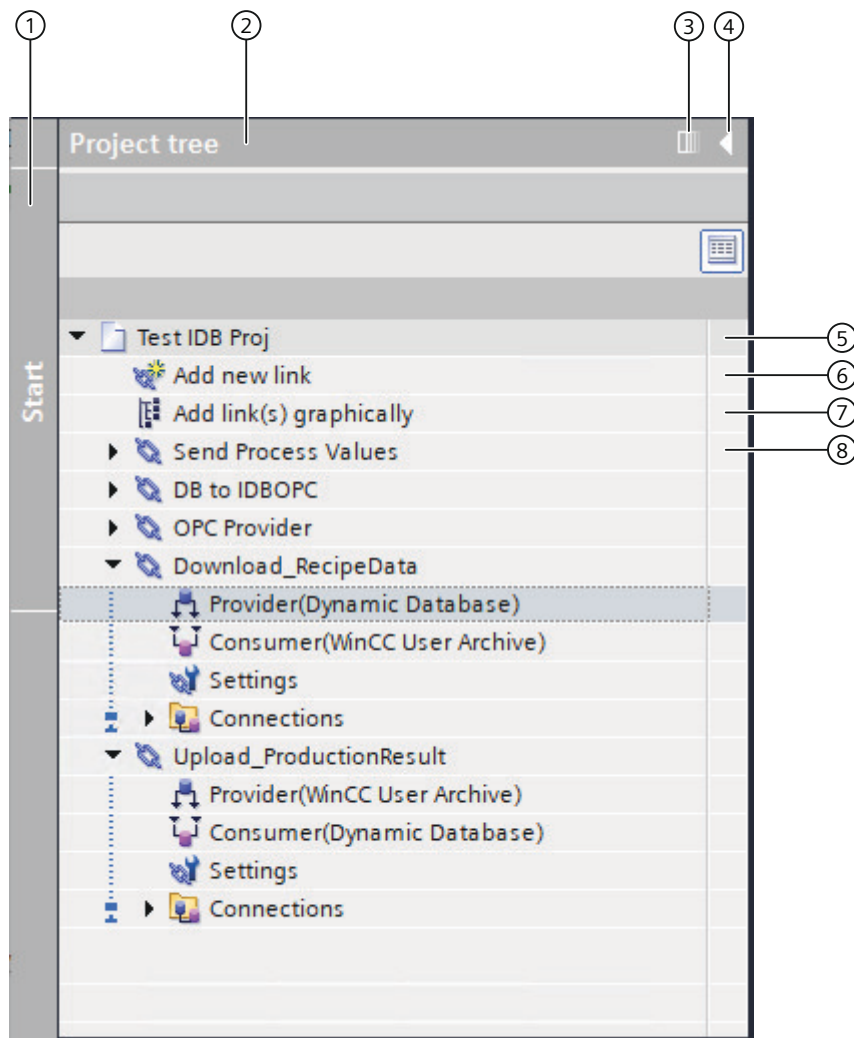 1 2 3 4
Project tree
Start
Test IDB Proj 5
Add new link 6
Add link(s) graphically 7
Send Process Values 8
DB to IDBOPC
OPC Provider
Download_RecipeData
Provider(Dynamic Database)
Consumer(WinCC User Archive)
Settings
Connections
Upload_ProductionResult
Provider(WinCC User Archive)
Consumer(Dynamic Database)
Settings
Connections